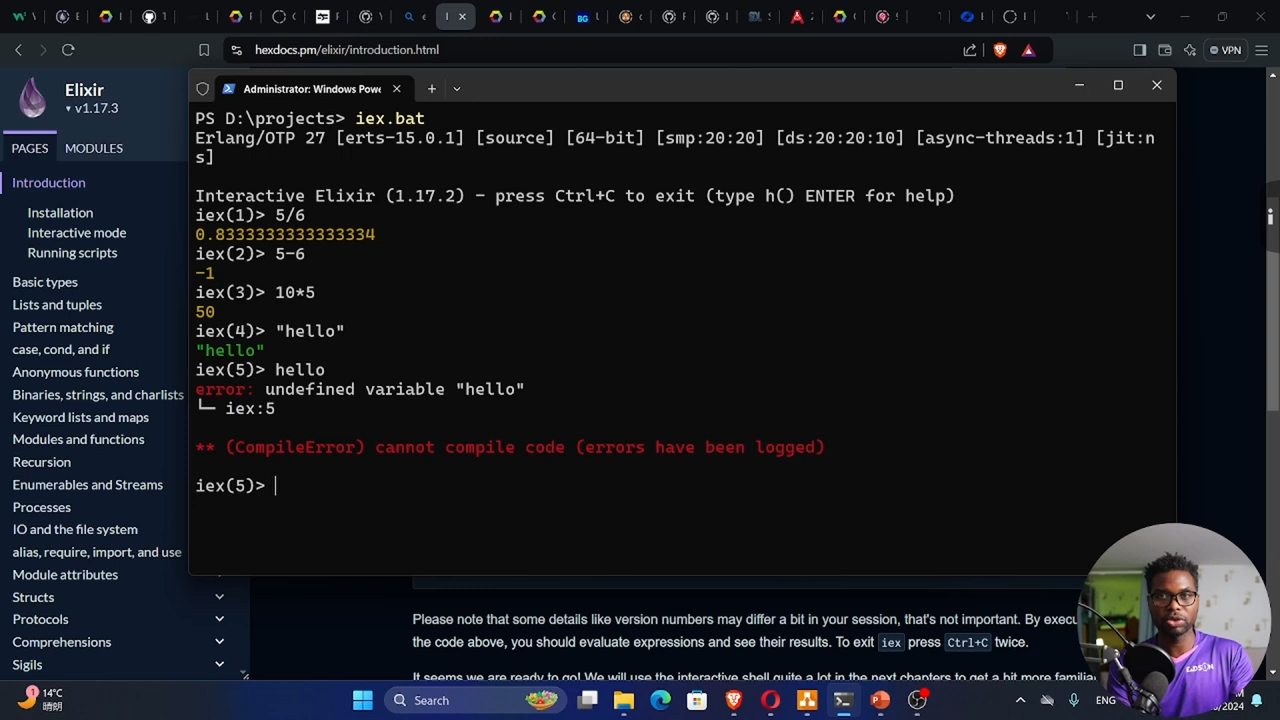 hexdocs.pm/elixir/introduction.html
VPN
Elixir
v1.17.3
PAGES
MODULES
Introduction
Installation
Interactive mode
Running scripts
Basic types
Lists and tuples
Pattern matching
case, cond, and if
Anonymous functions
Binaries, strings, and charlists
Keyword lists and maps
Modules and functions
Recursion
Enumerables and Streams
Processes
IO and the file system
alias, require, import, and use
Module attributes
Structs
Protocols
Comprehensions
Sigils
Administrator: Windows Powe
PS D:\projects> iex.bat
Erlang/OTP 27 [erts-15.0.1] [source] [64-bit] [smp:20:20] [ds:20:20:10] [async-threads:1] [jit:n
s]
Interactive Elixir (1.17.2) - press Ctrl+C to exit (type h() ENTER for help)
iex(1)> 5/6
0.8333333333333334
iex(2)> 5-6
-1
iex(3)> 10*5
50
iex(4)> "hello"
"hello"
iex(5)> hello
error: undefined variable "hello"
└─ iex:5
** (CompileError) cannot compile code (errors have been logged)
iex(5)>
Please note that some details like version numbers may differ a bit in your session, that's not important. By execu
the code above, you should evaluate expressions and see their results. To exit iex press Ctrl+C twice.
It seems we are ready to go! We will use the interactive shell quite a lot in the next chapters to get a bit more familiar
14°C
晴朗
Search
ENG